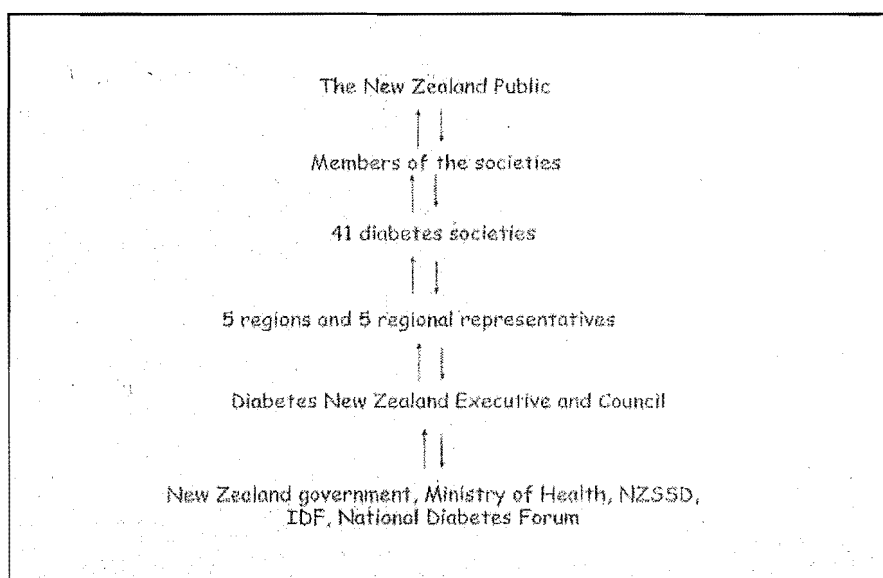 The New Zealand Public
Members of the societies
41 diabetes societies
5 regions and 5 regional representatives
Diabetes New Zealand Executive and Council
New Zealand government, Ministry of Health, NZSSD,
IDF, National Diabetes Forum